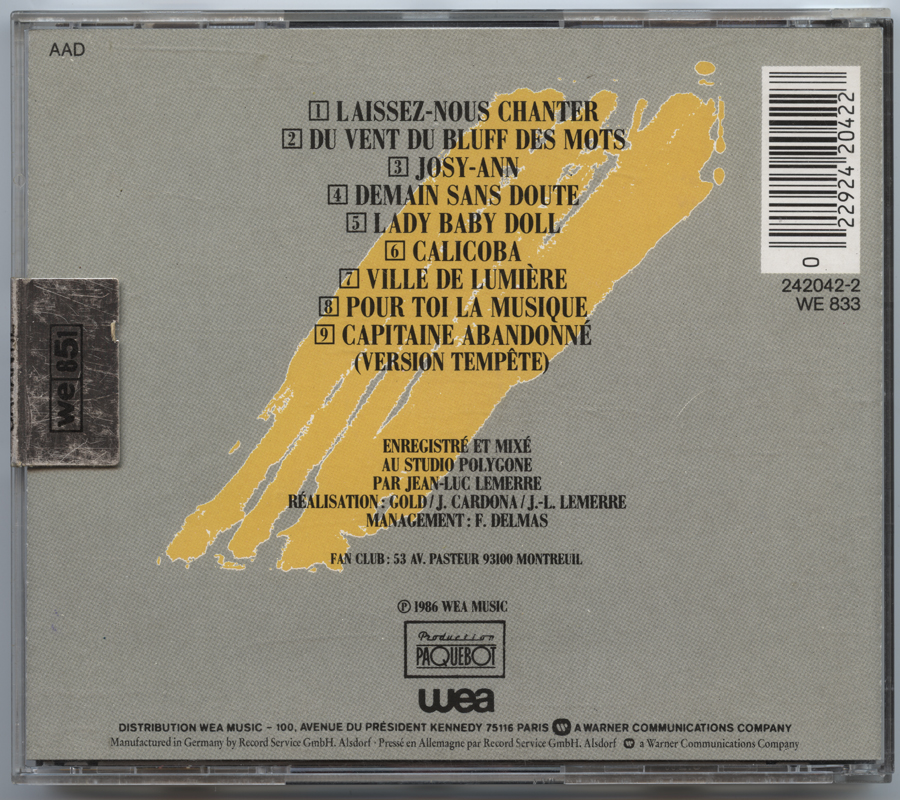 AAD
1 LAISSEZ-NOUS CHANTER
2 DU VENT DU BLUFF DES MOTS
3 JOSY-ANN
4 DEMAIN SANS DOUTE
5 LADY BABY DOLL
6 CALICOBA
7 VILLE DE LUMIÈRE
8 POUR TOI LA MUSIQUE
9 CAPITAINE ABANDONNÉ
(VERSION TEMPÊTE)
0 22924 20422
242042-2
WE 833
we 851
ENREGISTRÉ ET MIXÉ
AU STUDIO POLYGONE
PAR JEAN-LUC LEMERRE
RÉALISATION : GOLD / J. CARDONA / J.-L. LEMERRE
MANAGEMENT : F. DELMAS
FAN CLUB : 53 AV. PASTEUR 93100 MONTREUIL
℗ 1986 WEA MUSIC
Production
PAQUEBOT
wea
DISTRIBUTION WEA MUSIC - 100, AVENUE DU PRÉSIDENT KENNEDY 75116 PARIS A WARNER COMMUNICATIONS COMPANY
Manufactured in Germany by Record Service GmbH. Alsdorf · Pressé en Allemagne par Record Service GmbH. Alsdorf a Warner Communications Company